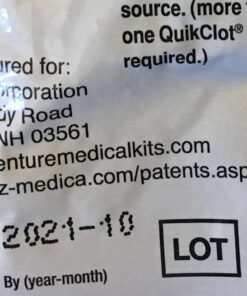 source. (more
one QuikClot®
required.)
ured for:
orporation
Road
NH 03561
enturemedicalkits.com
z-medica.com/patents.asp
2021-10
LOT
By (year-month)